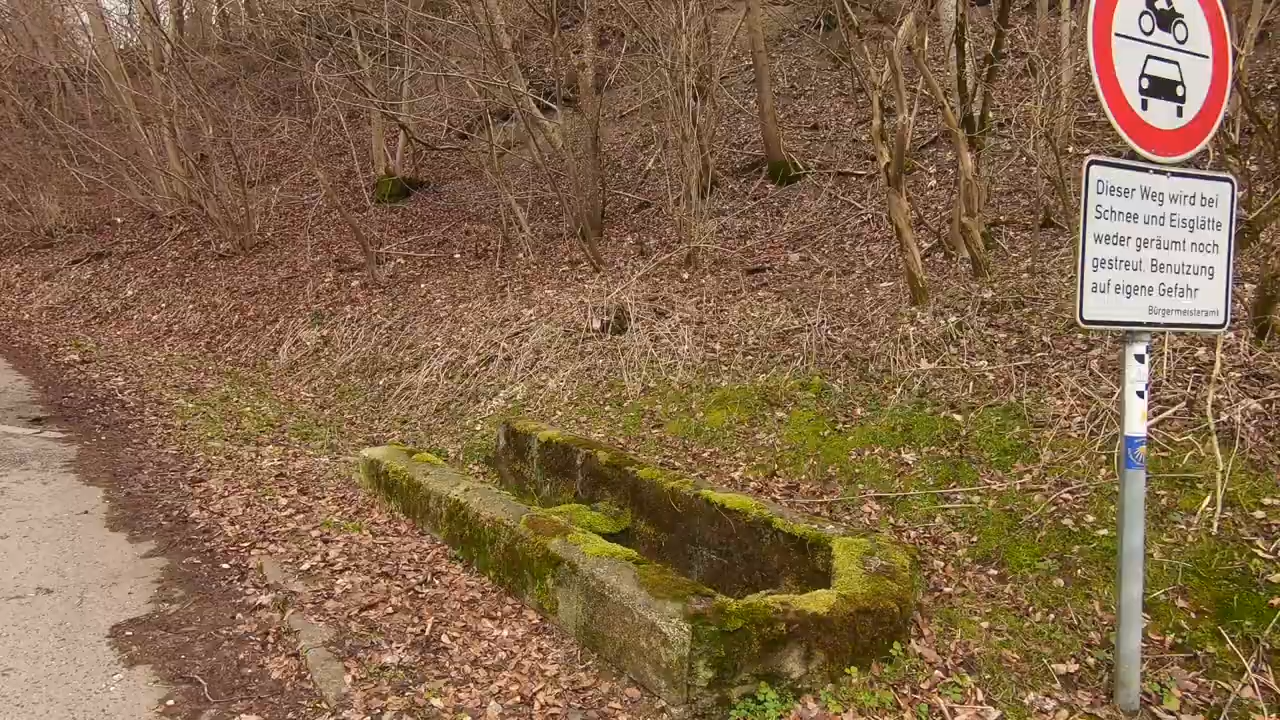 Dieser Weg wird bei
Schnee und Eisglätte
weder geräumt noch
gestreut. Benutzung
auf eigene Gefahr
Bürgermeisteramt